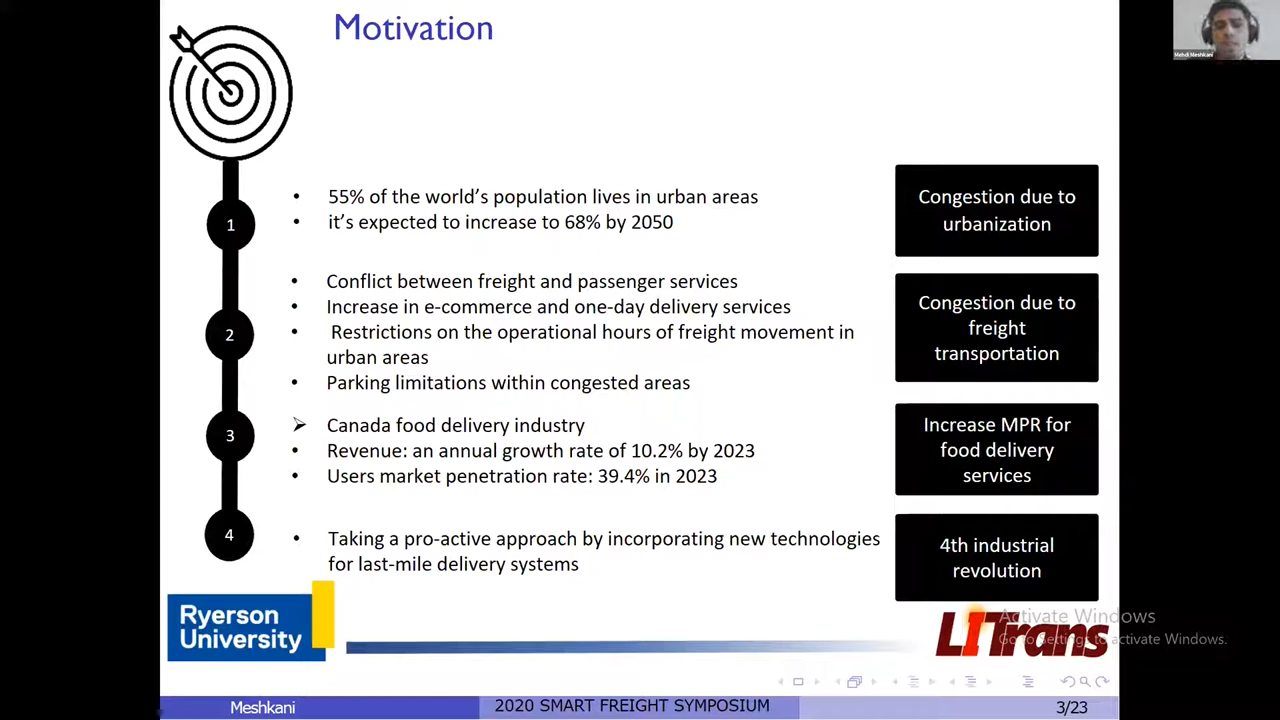 Motivation
Mehdi Meshkani
1
• 55% of the world's population lives in urban areas
• it's expected to increase to 68% by 2050
Congestion due to
urbanization
2
• Conflict between freight and passenger services
• Increase in e-commerce and one-day delivery services
• Restrictions on the operational hours of freight movement in
urban areas
• Parking limitations within congested areas
Congestion due to
freight
transportation
3
➢ Canada food delivery industry
• Revenue: an annual growth rate of 10.2% by 2023
• Users market penetration rate: 39.4% in 2023
Increase MPR for
food delivery
services
4
• Taking a pro-active approach by incorporating new technologies
for last-mile delivery systems
4th industrial
revolution
Ryerson
University
LITrans
Activate Windows
Go to Settings to activate Windows.
Meshkani
2020 SMART FREIGHT SYMPOSIUM
3/23